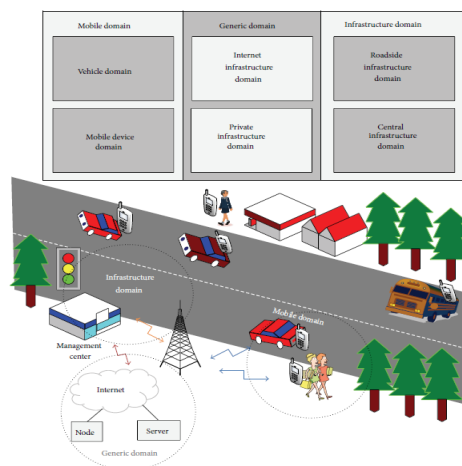 Mobile domain
Generic domain
Infrastructure domain
Vehicle domain
Internet
infrastructure
domain
Roadside
infrastructure
domain
Mobile device
domain
Private
infrastructure
domain
Central
infrastructure
domain
Infrastructure
domain
Mobile domain
Management
center
Internet
Node
Server
Generic domain